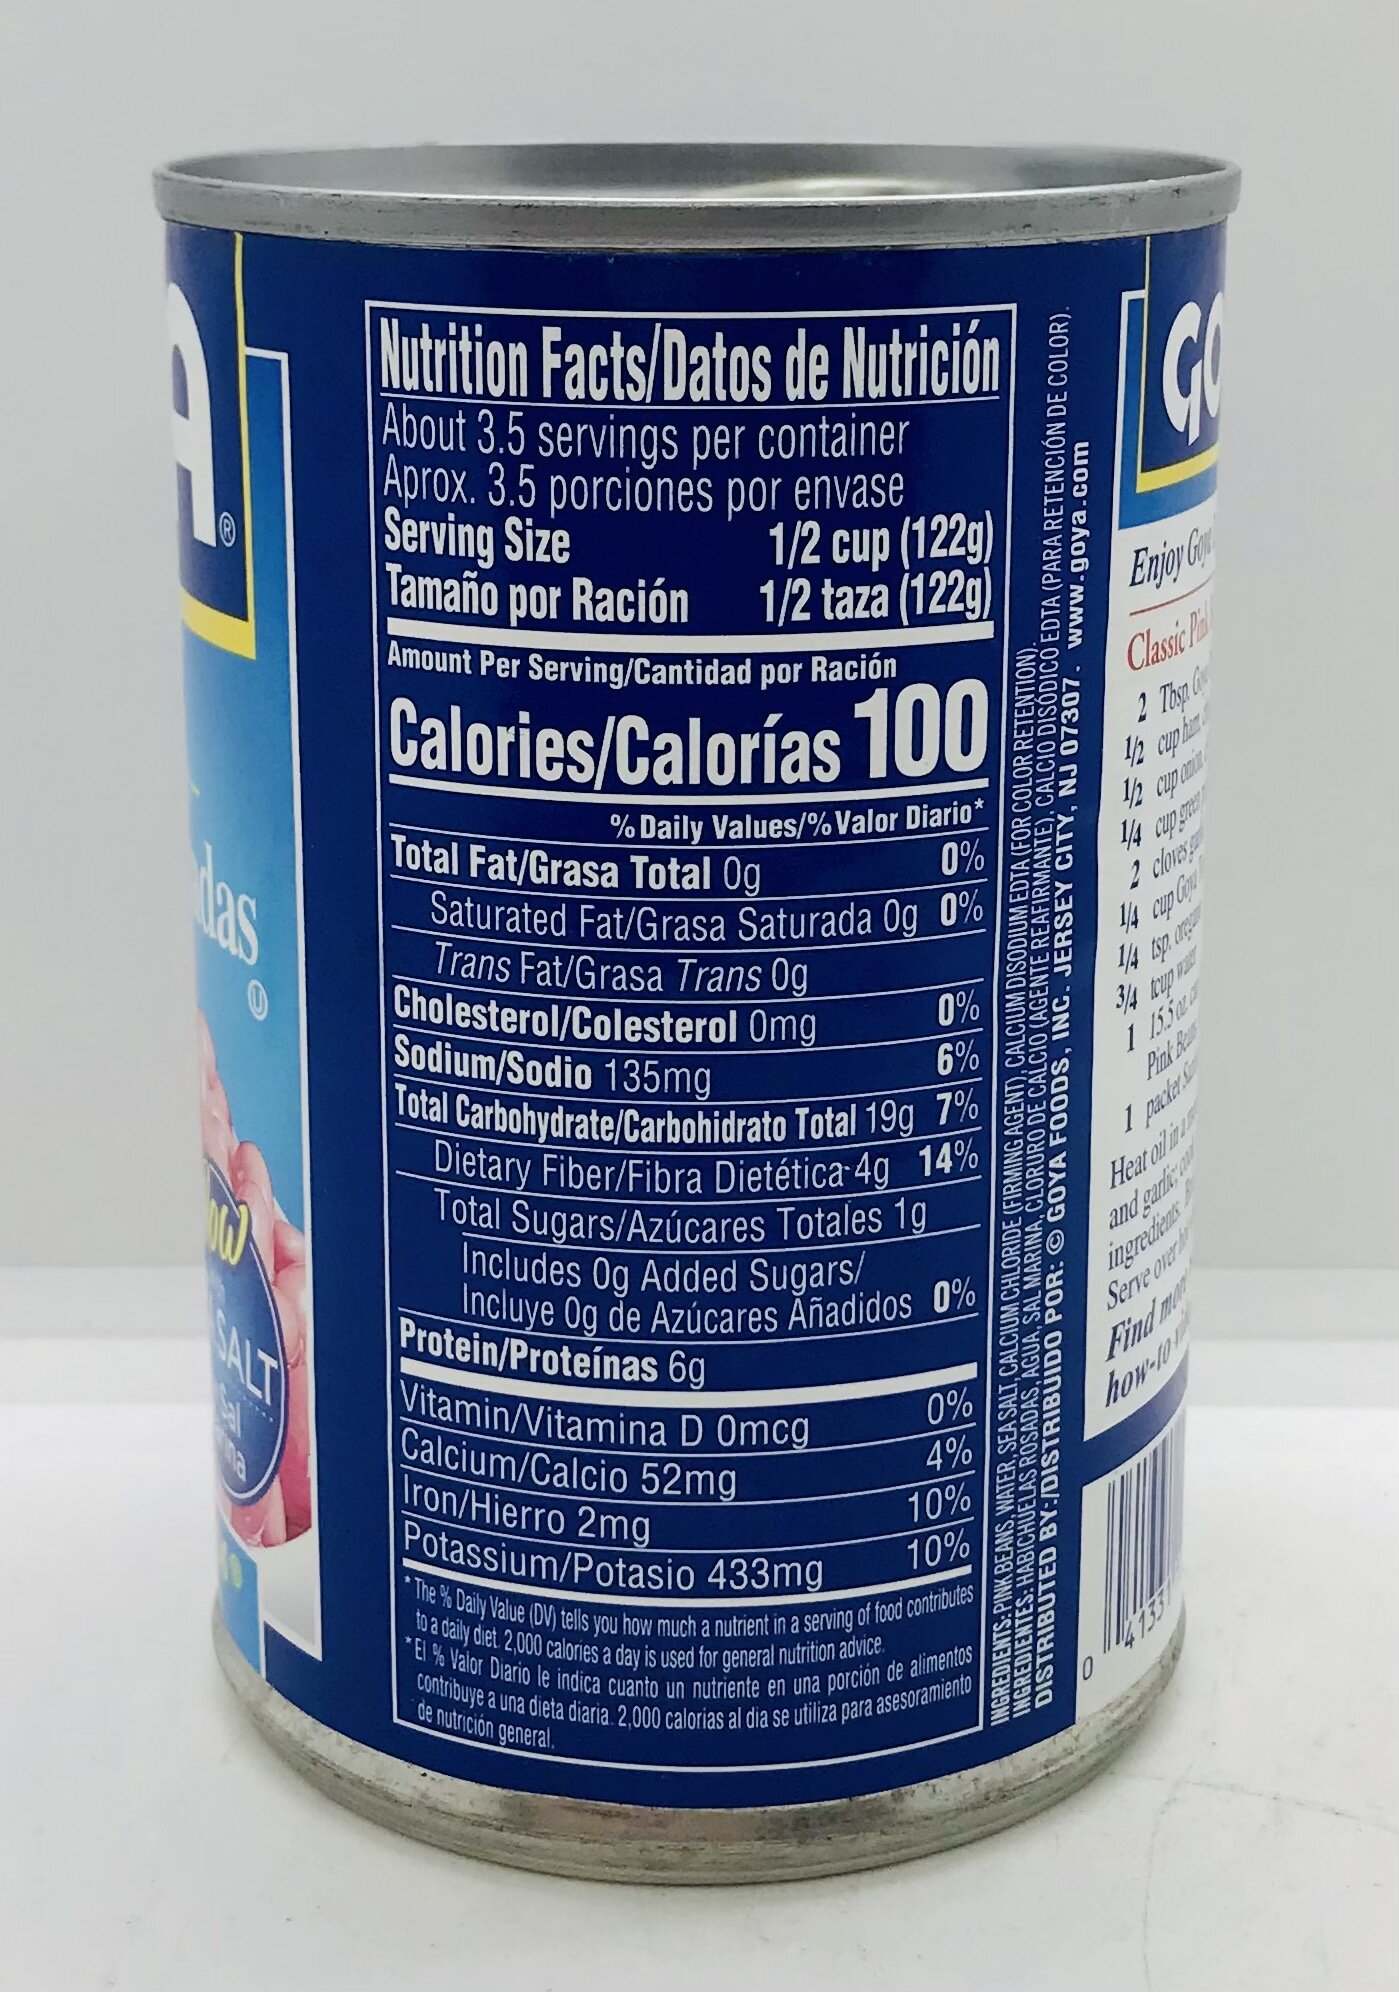 A®
das
U
low
SALT
Sal
Nutrition Facts/Datos de Nutrición
About 3.5 servings per container
Aprox. 3.5 porciones por envase
Serving Size 1/2 cup (122g)
Tamaño por Ración 1/2 taza (122g)
Amount Per Serving/Cantidad por Ración
Calories/Calorías 100
% Daily Values/% Valor Diario*
Total Fat/Grasa Total 0g 0%
Saturated Fat/Grasa Saturada 0g 0%
Trans Fat/Grasa Trans 0g
Cholesterol/Colesterol 0mg 0%
Sodium/Sodio 135mg 6%
Total Carbohydrate/Carbohidrato Total 19g 7%
Dietary Fiber/Fibra Dietética 4g 14%
Total Sugars/Azúcares Totales 1g
Includes 0g Added Sugars/
Incluye 0g de Azúcares Añadidos 0%
Protein/Proteínas 6g
Vitamin/Vitamina D 0mcg 0%
Calcium/Calcio 52mg 4%
Iron/Hierro 2mg 10%
Potassium/Potasio 433mg 10%
* The % Daily Value (DV) tells you how much a nutrient in a serving of food contributes
to a daily diet. 2,000 calories a day is used for general nutrition advice.
* El % Valor Diario le indica cuanto un nutriente en una porción de alimentos
contribuye a una dieta diaria. 2,000 calorias al dia se utiliza para asesoramiento
de nutrición general.
INGREDIENTS: PINK BEANS, WATER, SEA SALT, CALCIUM CHLORIDE (FIRMING AGENT), CALCIUM DISODIUM EDTA (FOR COLOR RETENTION).
INGREDIENTES: HABICHUELAS ROSADAS, AGUA, SAL MARINA, CLORURO DE CALCIO (AGENTE REAFIRMANTE), CALCIO DISÓDICO EDTA (PARA RETENCIÓN DE COLOR).
DISTRIBUTED BY:/DISTRIBUIDO POR: © GOYA FOODS, INC. JERSEY CITY, NJ 07307. www.goya.com
GO
Enjoy
Classic
2 Tbsp.
1/2 cup ham,
1/2 cup onion,
1/4 cup green
2 cloves
1/4 cup Goya
1/4 tsp.
3/4 cup water
1 15.5 oz.
Pink
1 packet
Heat oil in a
and garlic;
ingredients.
Serve over
Find more
how-to
0 41331